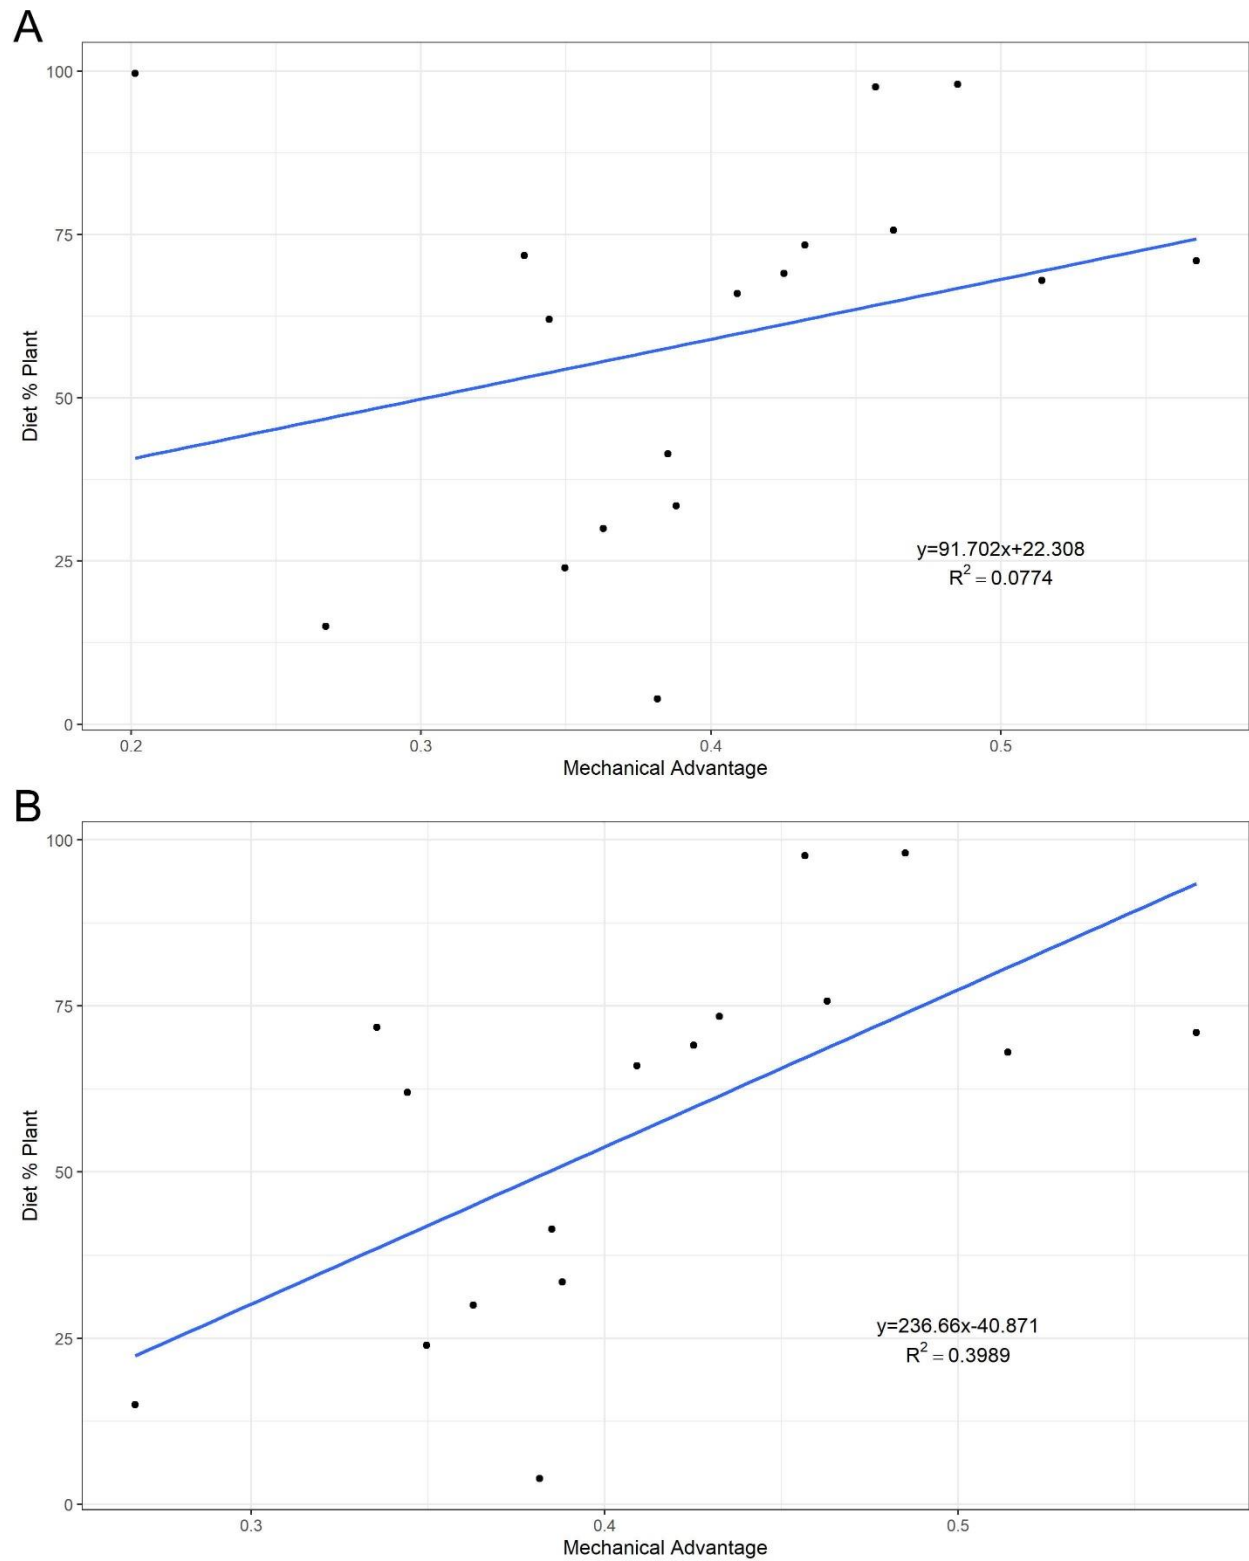 A
100
75
50
25
0
Diet % Plant
y=91.702x+22.308
R² = 0.0774
0.2 0.3 0.4 0.5
Mechanical Advantage
B
100
75
50
25
0
Diet % Plant
y=236.66x-40.871
R² = 0.3989
0.3 0.4 0.5
Mechanical Advantage